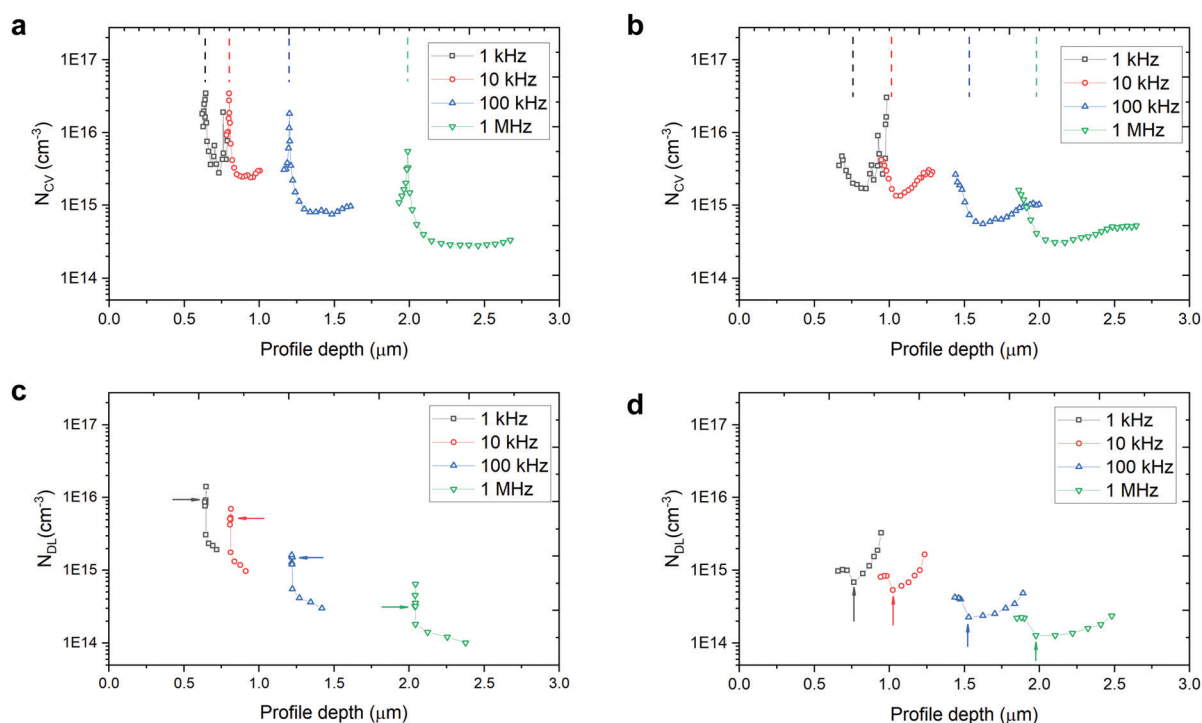 a
N_CV (cm⁻³)
1E17
1E16
1E15
1E14
0.0 0.5 1.0 1.5 2.0 2.5 3.0
Profile depth (μm)
1 kHz
10 kHz
100 kHz
1 MHz
b
N_CV (cm⁻³)
1E17
1E16
1E15
1E14
0.0 0.5 1.0 1.5 2.0 2.5 3.0
Profile depth (μm)
1 kHz
10 kHz
100 kHz
1 MHz
c
N_DL(cm⁻³)
1E17
1E16
1E15
1E14
0.0 0.5 1.0 1.5 2.0 2.5 3.0
Profile depth (μm)
1 kHz
10 kHz
100 kHz
1 MHz
d
N_DL(cm⁻³)
1E17
1E16
1E15
1E14
0.0 0.5 1.0 1.5 2.0 2.5 3.0
Profile depth (μm)
1 kHz
10 kHz
100 kHz
1 MHz